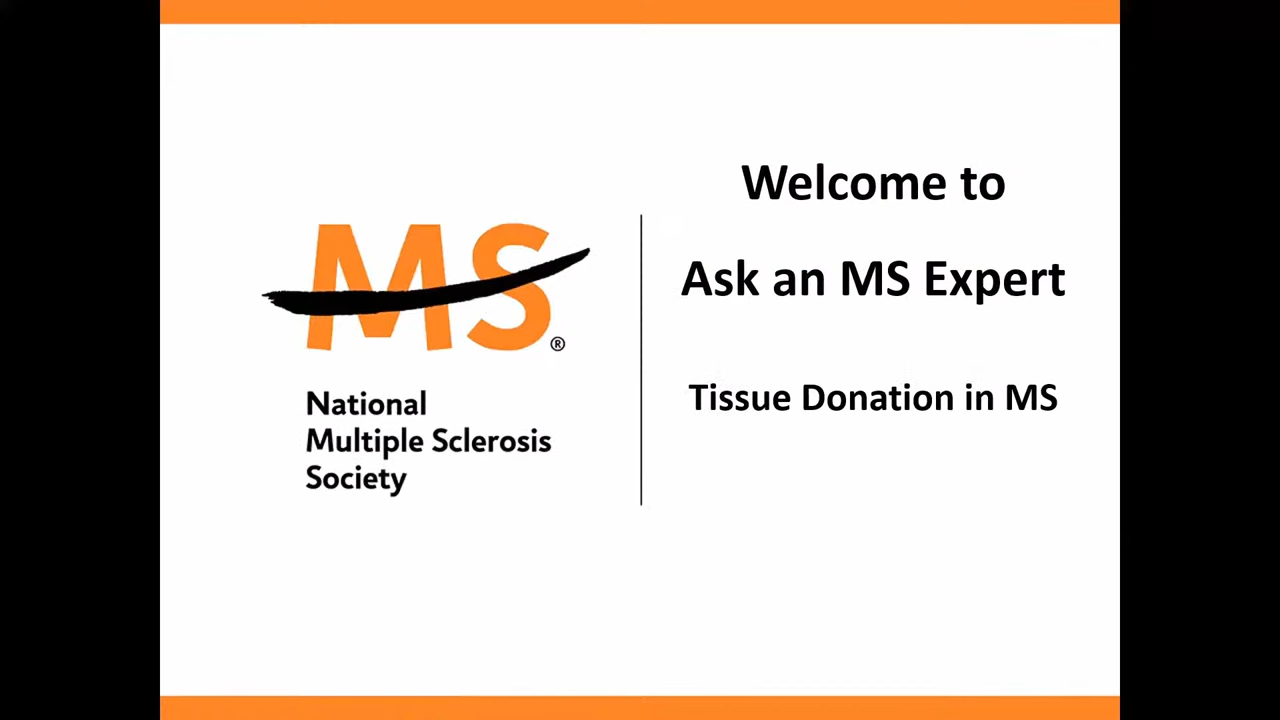 MS®
National
Multiple Sclerosis
Society
Welcome to
Ask an MS Expert
Tissue Donation in MS